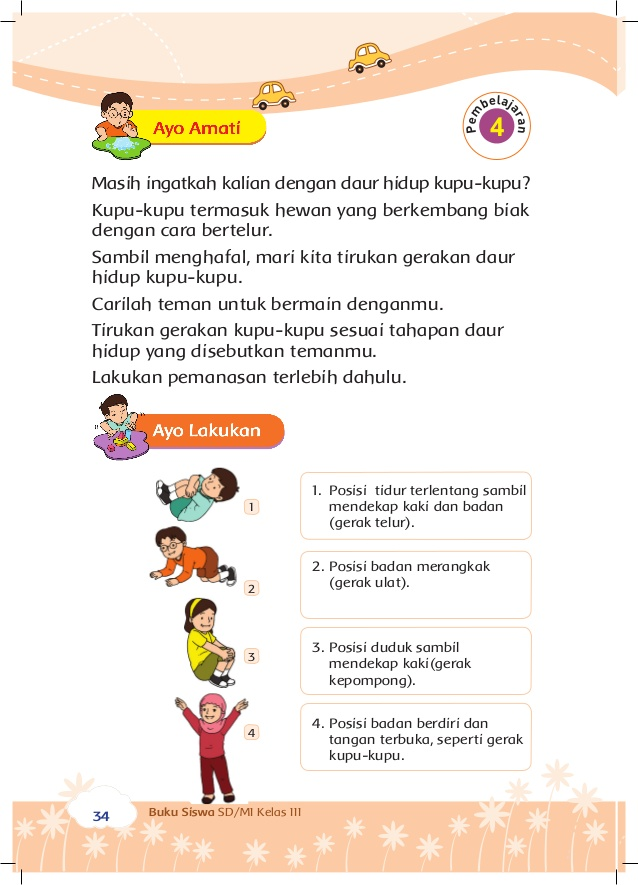 Pembelajaran
4
Ayo Amati
Masih ingatkah kalian dengan daur hidup kupu-kupu?
Kupu-kupu termasuk hewan yang berkembang biak
dengan cara bertelur.
Sambil menghafal, mari kita tirukan gerakan daur
hidup kupu-kupu.
Carilah teman untuk bermain denganmu.
Tirukan gerakan kupu-kupu sesuai tahapan daur
hidup yang disebutkan temanmu.
Lakukan pemanasan terlebih dahulu.
Ayo Lakukan
1
1. Posisi tidur terlentang sambil
mendekap kaki dan badan
(gerak telur).
2
2. Posisi badan merangkak
(gerak ulat).
3
3. Posisi duduk sambil
mendekap kaki(gerak
kepompong).
4
4. Posisi badan berdiri dan
tangan terbuka, seperti gerak
kupu-kupu.
34
Buku Siswa SD/MI Kelas III